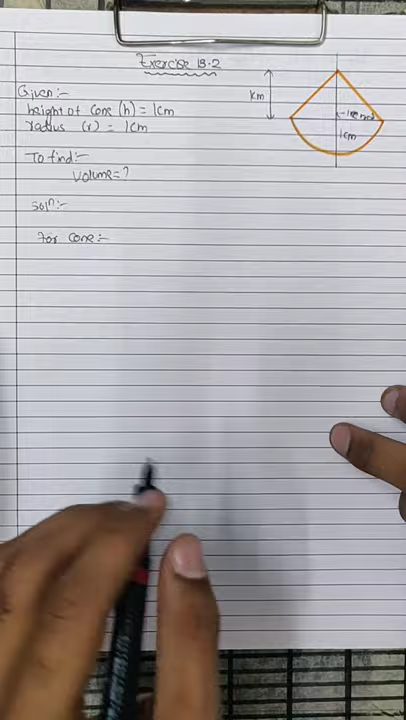 Exercise 13.2
Given:-
height of Cone (h) = 1cm
radius (r) = 1cm
To find:-
Volume = ?
Solⁿ:-
For Cone:-
1cm
1cm